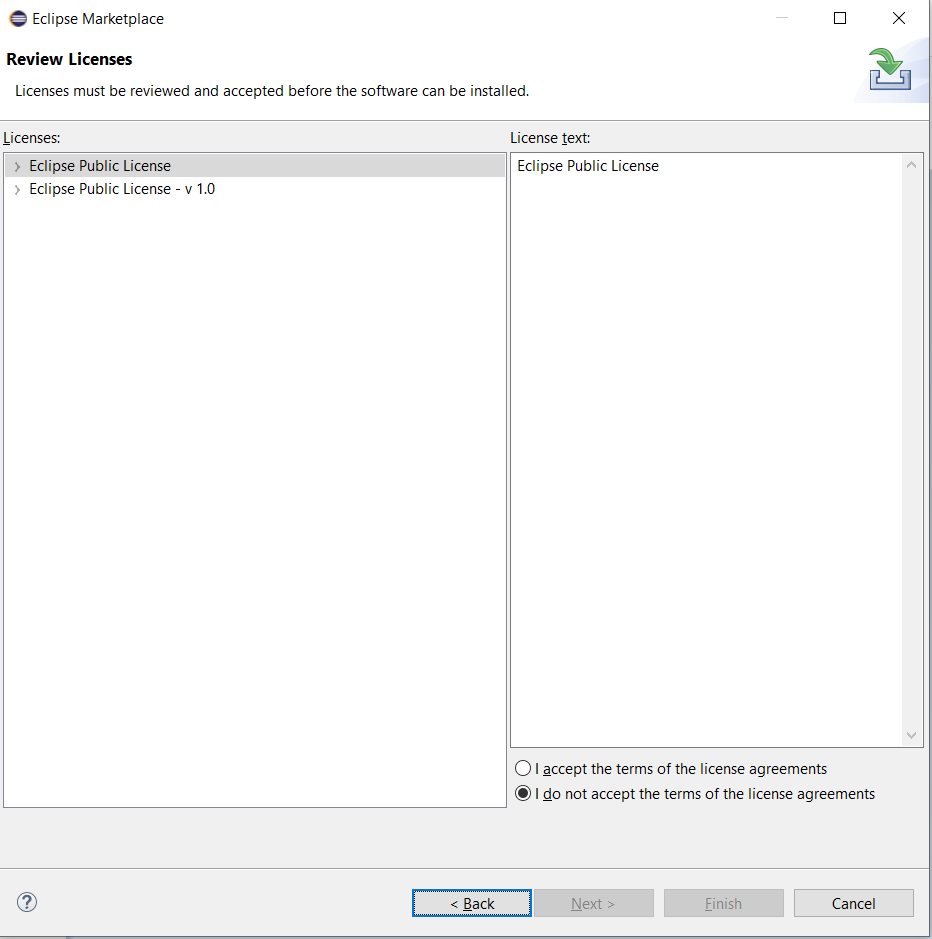 Eclipse Marketplace
Review Licenses
Licenses must be reviewed and accepted before the software can be installed.
Licenses:
Eclipse Public License
Eclipse Public License - v 1.0
License text:
Eclipse Public License
I accept the terms of the license agreements
I do not accept the terms of the license agreements
?
< Back
Next >
Finish
Cancel